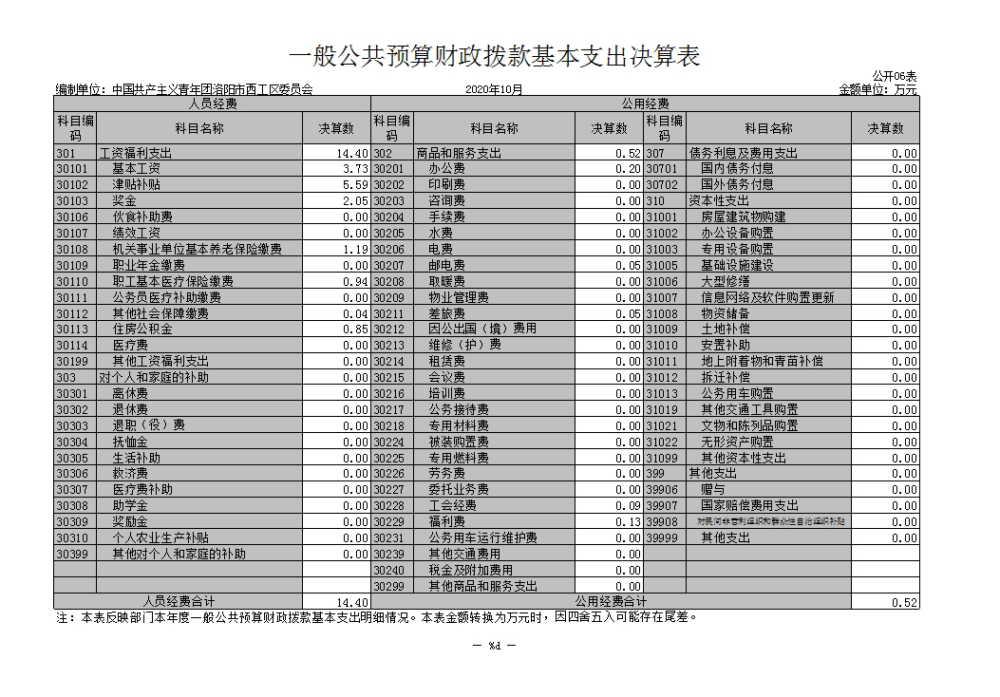 一般公共预算财政拨款基本支出决算表
公开06表
编制单位：中国共产主义青年团洛阳市西工区委员会 2020年10月 金额单位：万元
人员经费 公用经费
科目编码 科目名称 决算数 科目编码 科目名称 决算数 科目编码 科目名称 决算数
301 工资福利支出 14.40 302 商品和服务支出 0.52 307 债务利息及费用支出 0.00
30101 基本工资 3.73 30201 办公费 0.20 30701 国内债务付息 0.00
30102 津贴补贴 5.59 30202 印刷费 0.00 30702 国外债务付息 0.00
30103 奖金 2.05 30203 咨询费 0.00 310 资本性支出 0.00
30106 伙食补助费 0.00 30204 手续费 0.00 31001 房屋建筑物购建 0.00
30107 绩效工资 0.00 30205 水费 0.00 31002 办公设备购置 0.00
30108 机关事业单位基本养老保险缴费 1.19 30206 电费 0.00 31003 专用设备购置 0.00
30109 职业年金缴费 0.00 30207 邮电费 0.05 31005 基础设施建设 0.00
30110 职工基本医疗保险缴费 0.94 30208 取暖费 0.00 31006 大型修缮 0.00
30111 公务员医疗补助缴费 0.00 30209 物业管理费 0.00 31007 信息网络及软件购置更新 0.00
30112 其他社会保障缴费 0.04 30211 差旅费 0.05 31008 物资储备 0.00
30113 住房公积金 0.85 30212 因公出国（境）费用 0.00 31009 土地补偿 0.00
30114 医疗费 0.00 30213 维修（护）费 0.00 31010 安置补助 0.00
30199 其他工资福利支出 0.00 30214 租赁费 0.00 31011 地上附着物和青苗补偿 0.00
303 对个人和家庭的补助 0.00 30215 会议费 0.00 31012 拆迁补偿 0.00
30301 离休费 0.00 30216 培训费 0.00 31013 公务用车购置 0.00
30302 退休费 0.00 30217 公务接待费 0.00 31019 其他交通工具购置 0.00
30303 退职（役）费 0.00 30218 专用材料费 0.00 31021 文物和陈列品购置 0.00
30304 抚恤金 0.00 30224 被装购置费 0.00 31022 无形资产购置 0.00
30305 生活补助 0.00 30225 专用燃料费 0.00 31099 其他资本性支出 0.00
30306 救济费 0.00 30226 劳务费 0.00 399 其他支出 0.00
30307 医疗费补助 0.00 30227 委托业务费 0.00 39906 赠与 0.00
30308 助学金 0.00 30228 工会经费 0.09 39907 国家赔偿费用支出 0.00
30309 奖励金 0.00 30229 福利费 0.13 39908 对民间非营利组织和群众性自治组织补贴 0.00
30310 个人农业生产补贴 0.00 30231 公务用车运行维护费 0.00 39999 其他支出 0.00
30399 其他对个人和家庭的补助 0.00 30239 其他交通费用 0.00
30240 税金及附加费用 0.00
30299 其他商品和服务支出 0.00
人员经费合计 14.40 公用经费合计 0.52
注：本表反映部门本年度一般公共预算财政拨款基本支出明细情况。本表金额转换为万元时，因四舍五入可能存在尾差。
— %d —